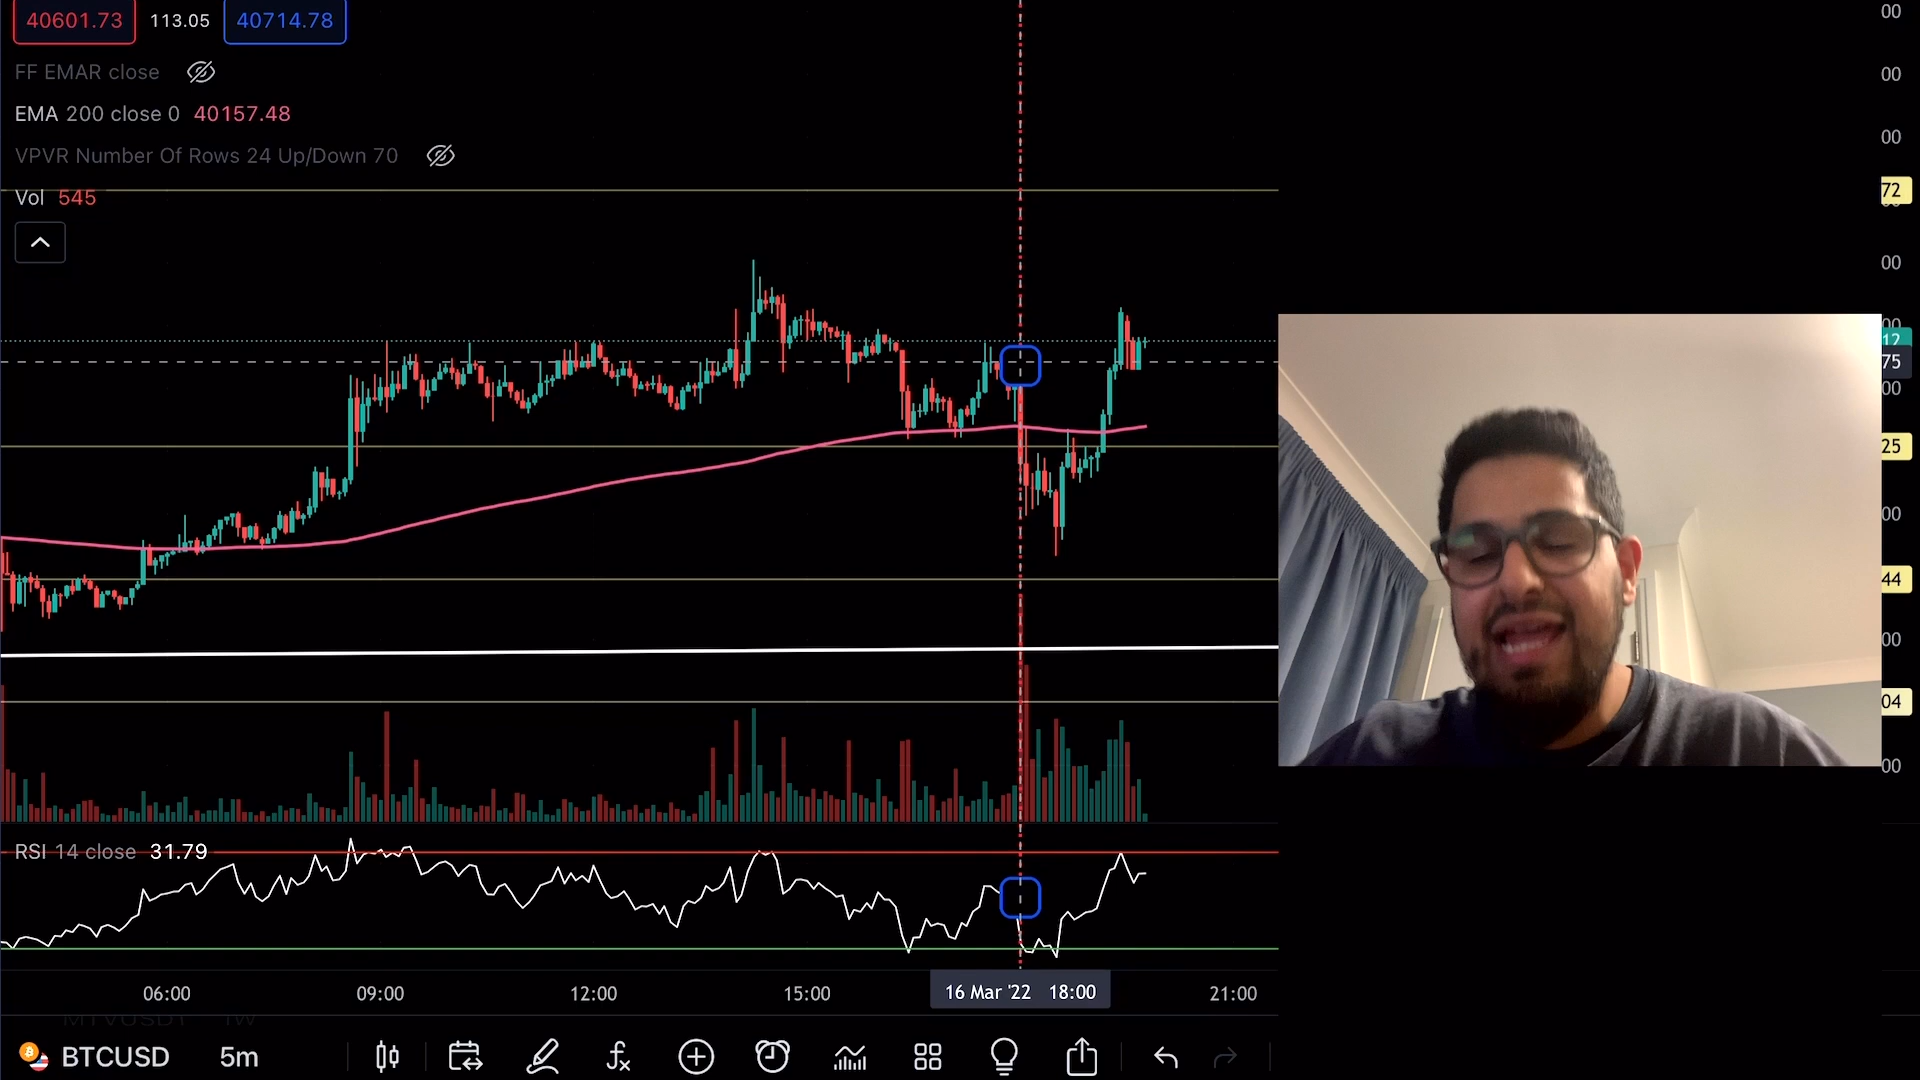 40601.73 113.05 40714.78
FF EMAR close
EMA 200 close 0 40157.48
VPVR Number Of Rows 24 Up/Down 70
Vol 545
00
00
00
72
00
00
12
75
00
25
00
44
00
04
00
RSI 14 close 31.79
06:00 09:00 12:00 15:00 16 Mar '22 18:00 21:00
BTCUSD 5m